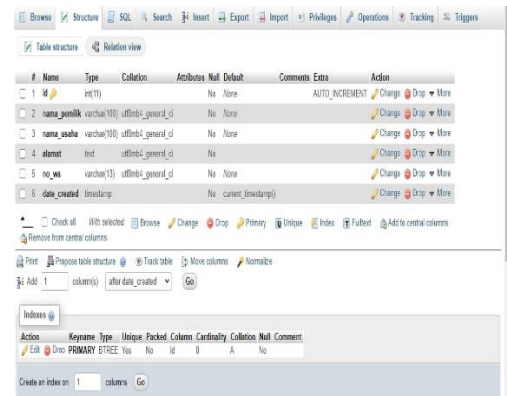 Browse Structure SQL Search Insert Export Import Privileges Operations Tracking Triggers
Table structure Relation view
# Name Type Collation Attributes Null Default Comments Extra Action
1 id int(11) No None AUTO_INCREMENT Change Drop More
2 nama_pemilik varchar(100) utf8mb4_general_ci No None Change Drop More
3 nama_usaha varchar(100) utf8mb4_general_ci No None Change Drop More
4 alamat text utf8mb4_general_ci No Change Drop More
5 no_wa varchar(13) utf8mb4_general_ci No None Change Drop More
6 date_created timestamp No current_timestamp() Change Drop More
Check all With selected: Browse Change Drop Primary Unique Index Fulltext Add to central columns
Remove from central columns
Print Propose table structure Track table Move columns Normalize
Add 1 column(s) after date_created Go
Indexes
Action Keyname Type Unique Packed Column Cardinality Collation Null Comment
Edit Drop PRIMARY BTREE Yes No id 0 A No
Create an index on 1 columns Go